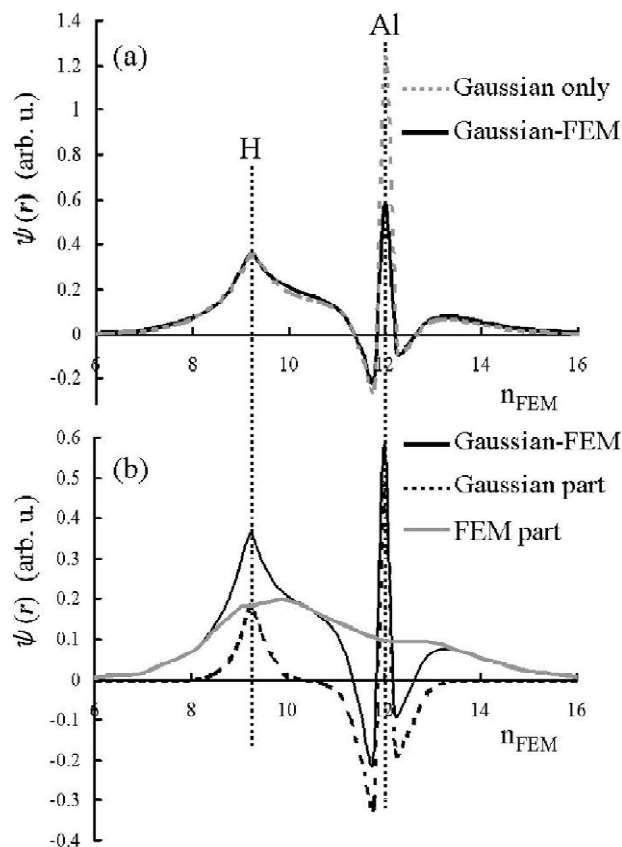 Al
(a)
Gaussian only
Gaussian-FEM
H
ψ(r) (arb. u.)
1.4
1.2
1
0.8
0.6
0.4
0.2
0
-0.2
6 8 10 12 14 16
n_FEM
(b)
Gaussian-FEM
Gaussian part
FEM part
ψ(r) (arb. u.)
0.6
0.5
0.4
0.3
0.2
0.1
0
-0.1
-0.2
-0.3
-0.4
6 8 10 12 14 16
n_FEM